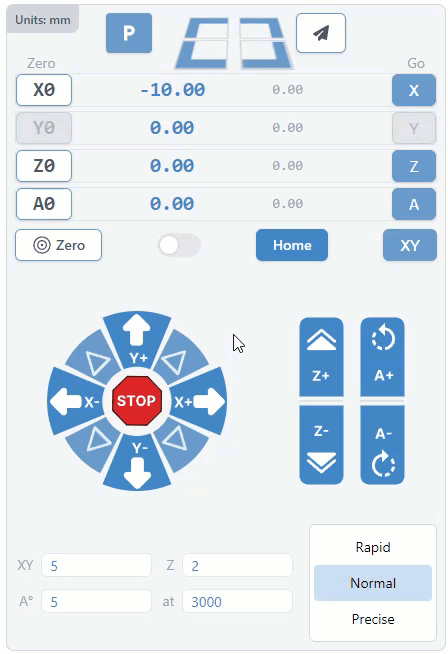 Units: mm
P
Zero Go
X0 -10.00 0.00 X
Y0 0.00 0.00 Y
Z0 0.00 0.00 Z
A0 0.00 0.00 A
Zero Home XY
Y+
X- STOP X+
Y-
Z+ A+
Z- A-
XY 5 Z 2
A° 5 at 3000
Rapid
Normal
Precise